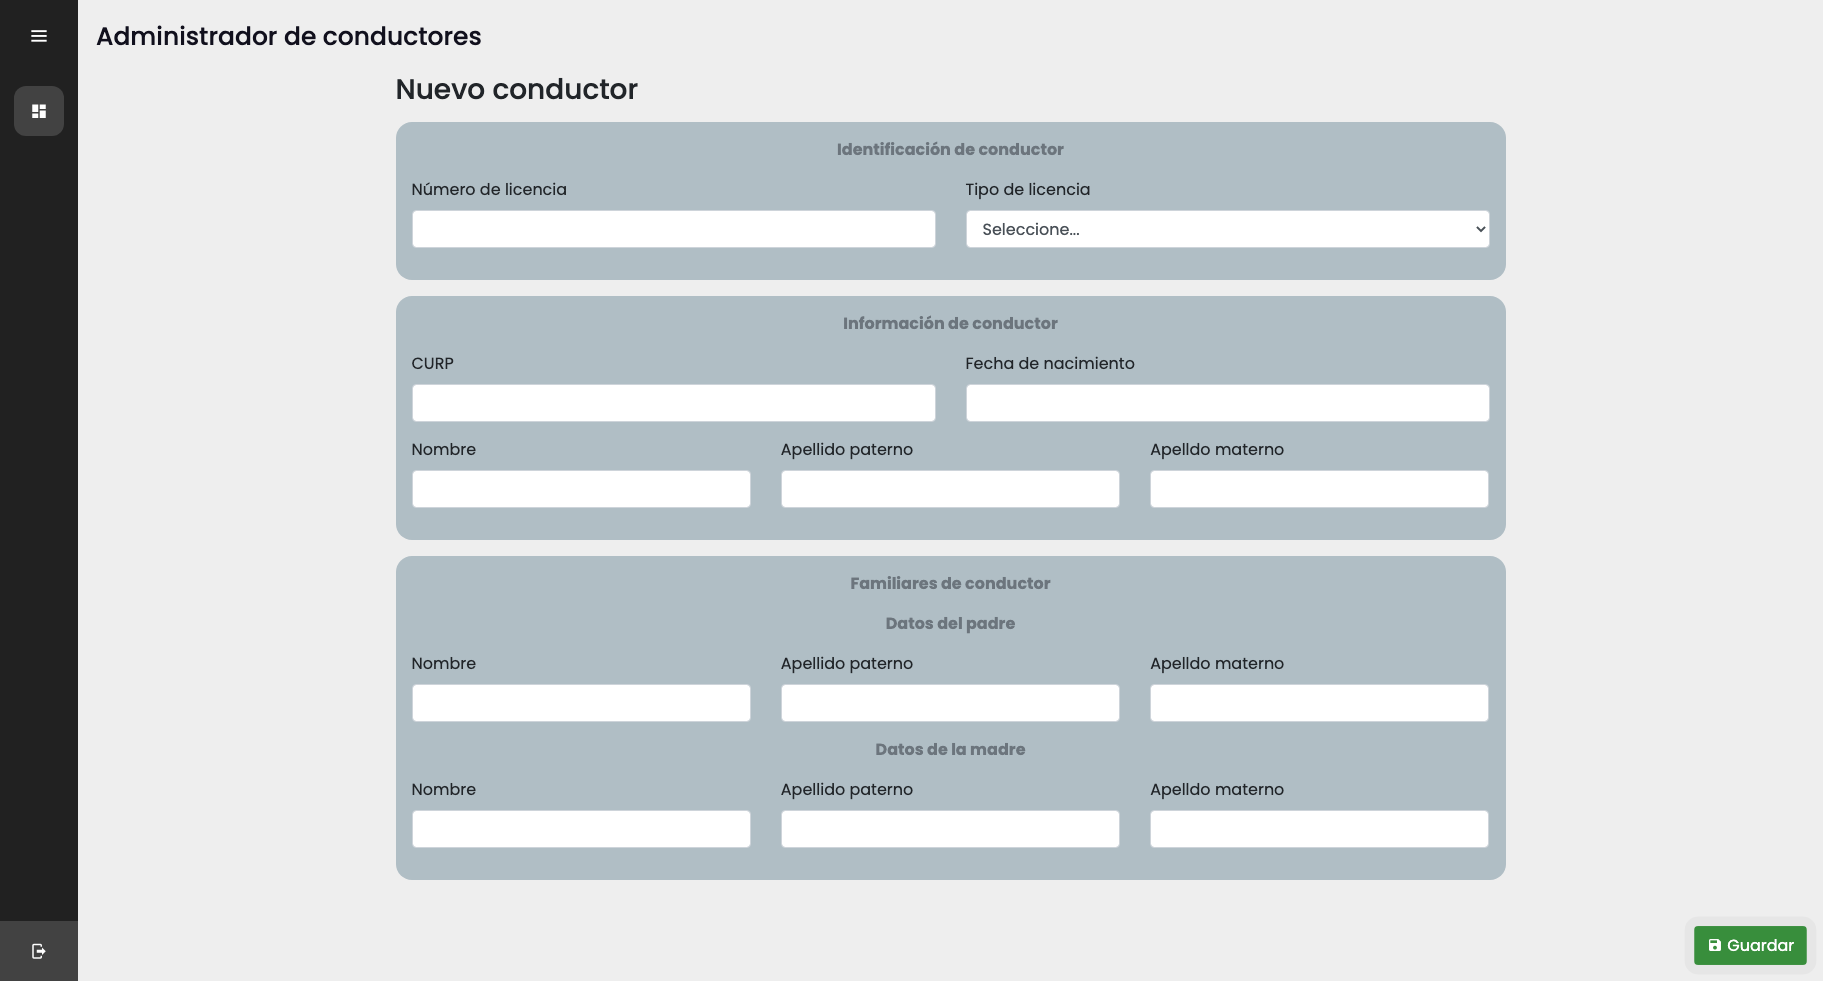 Administrador de conductores
Nuevo conductor
Identificación de conductor
Número de licencia
Tipo de licencia
Seleccione...
Información de conductor
CURP
Fecha de nacimiento
Nombre
Apellido paterno
Apelldo materno
Familiares de conductor
Datos del padre
Nombre
Apellido paterno
Apelldo materno
Datos de la madre
Nombre
Apellido paterno
Apelldo materno
Guardar